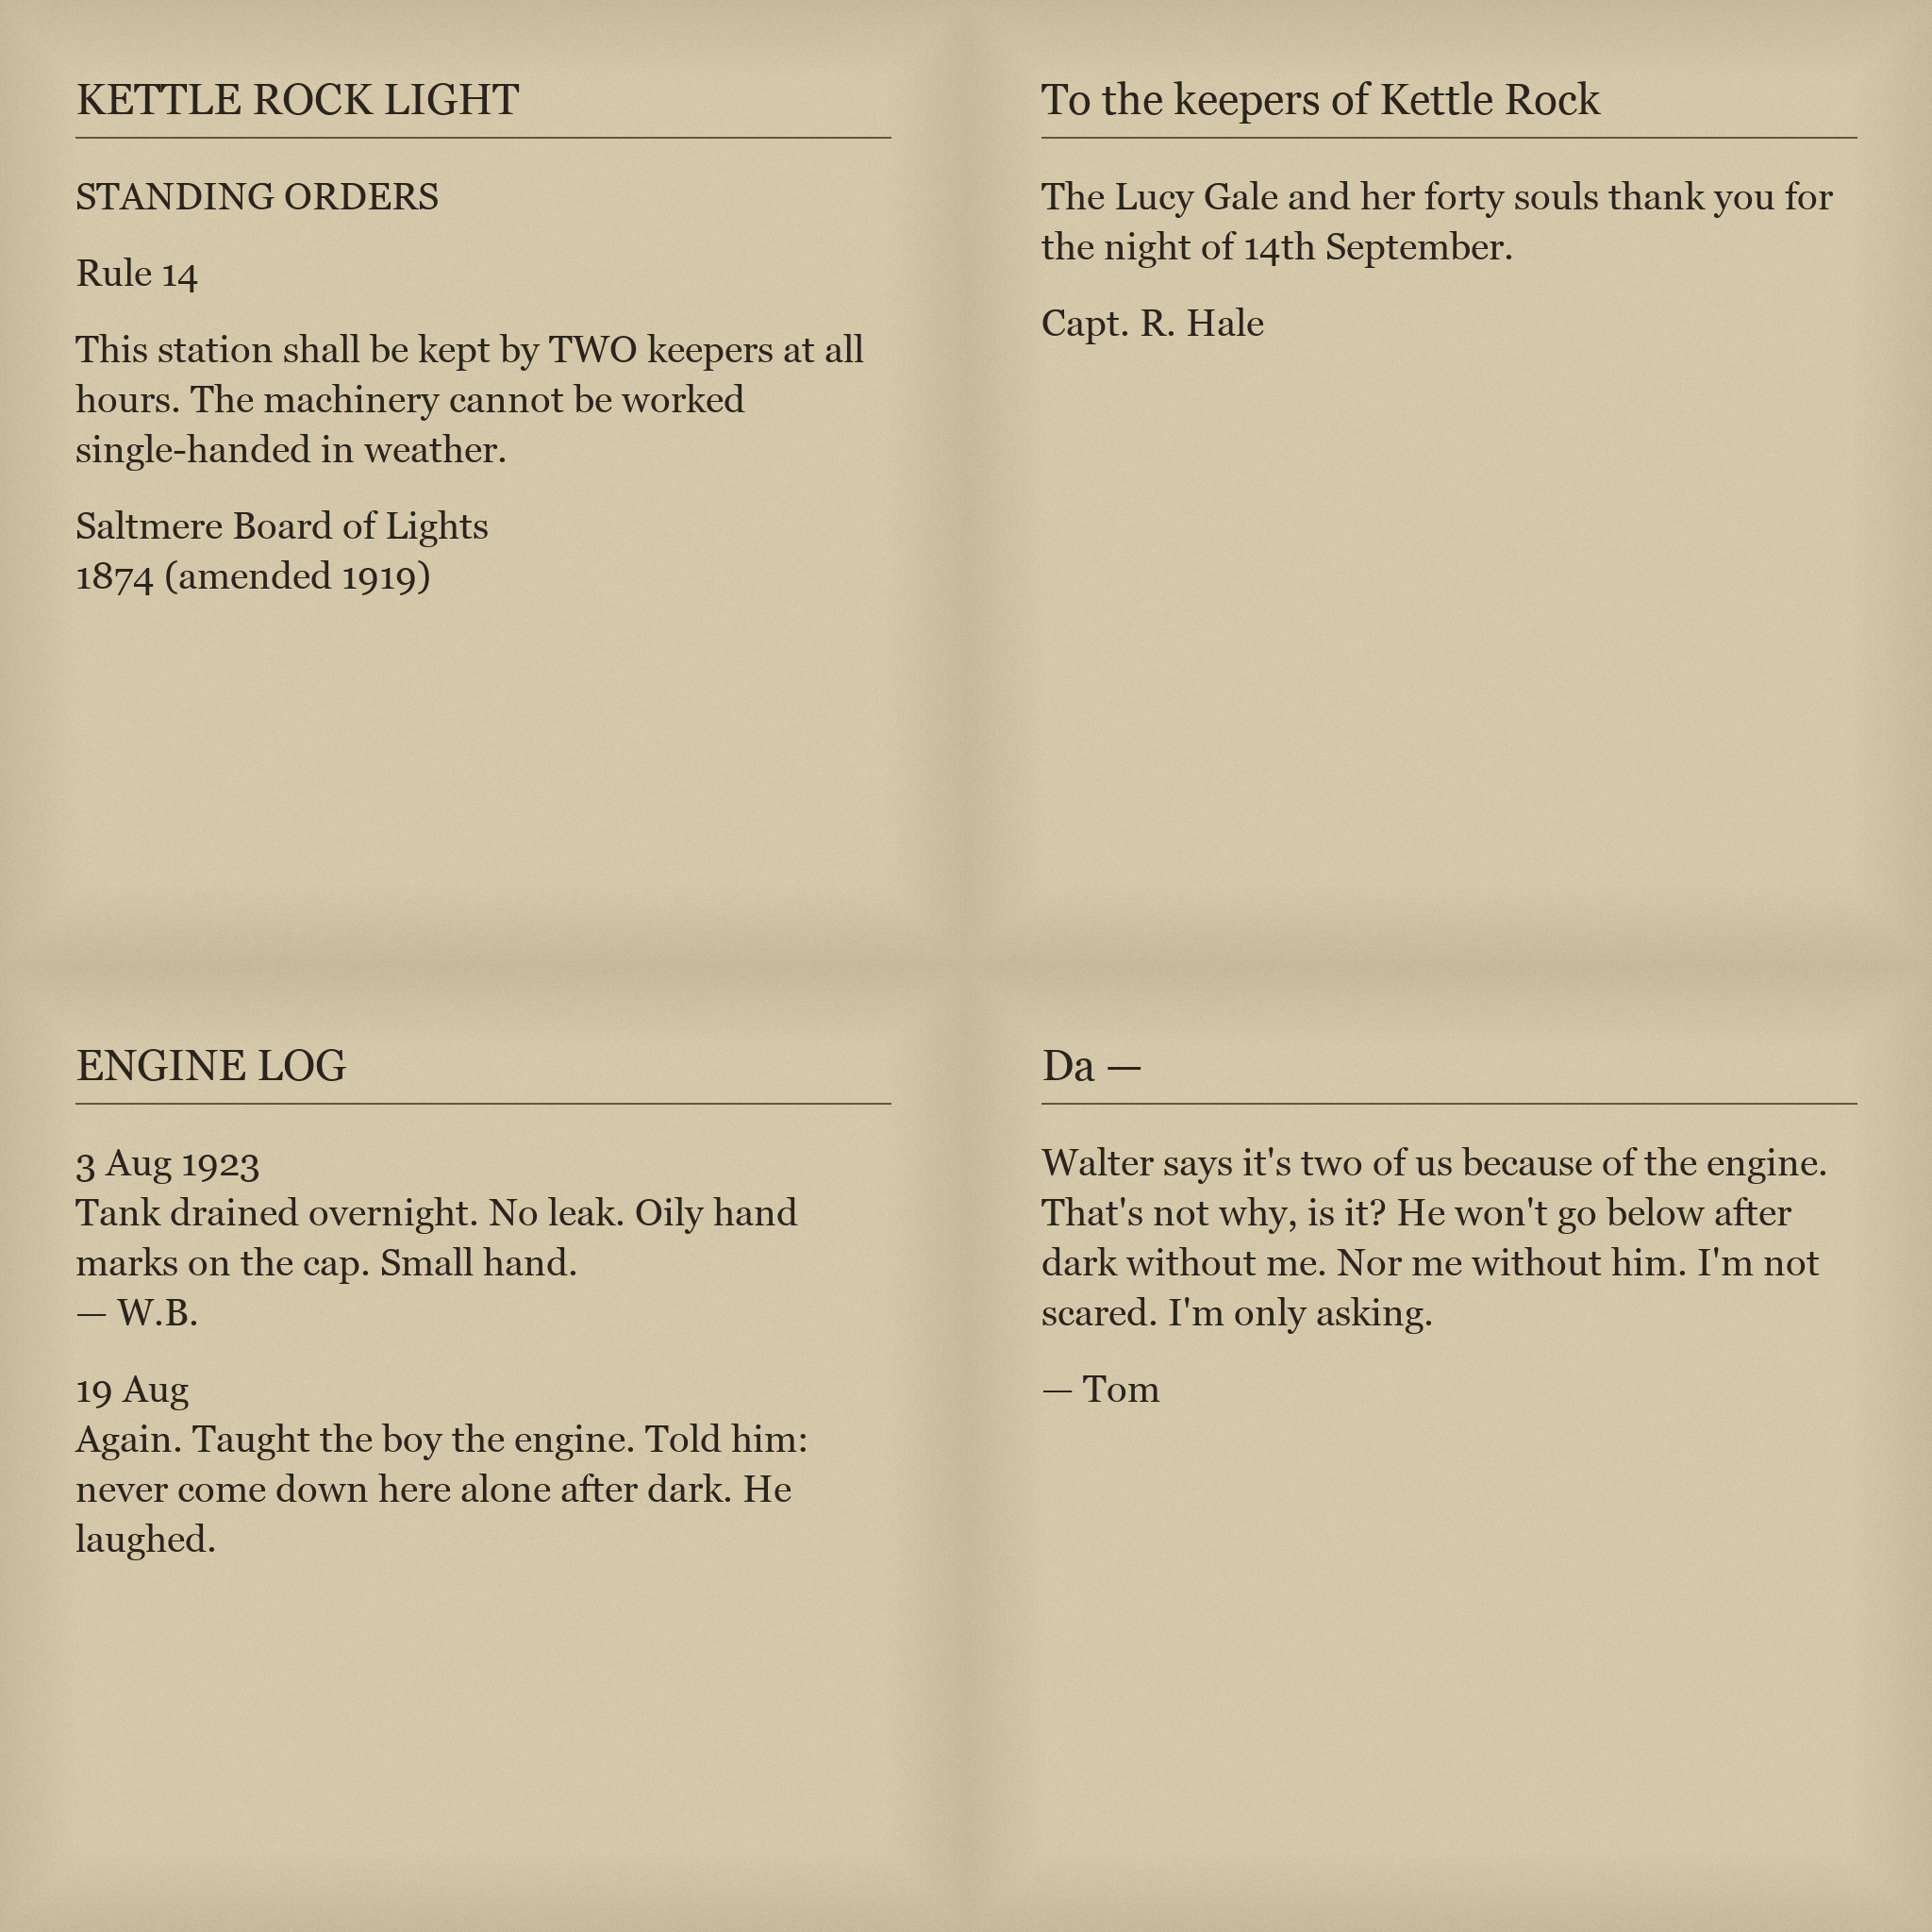 KETTLE ROCK LIGHT
STANDING ORDERS
Rule 14
This station shall be kept by TWO keepers at all
hours. The machinery cannot be worked
single-handed in weather.
Saltmere Board of Lights
1874 (amended 1919)
To the keepers of Kettle Rock
The Lucy Gale and her forty souls thank you for
the night of 14th September.
Capt. R. Hale
ENGINE LOG
3 Aug 1923
Tank drained overnight. No leak. Oily hand
marks on the cap. Small hand.
— W.B.
19 Aug
Again. Taught the boy the engine. Told him:
never come down here alone after dark. He
laughed.
Da —
Walter says it's two of us because of the engine.
That's not why, is it? He won't go below after
dark without me. Nor me without him. I'm not
scared. I'm only asking.
— Tom